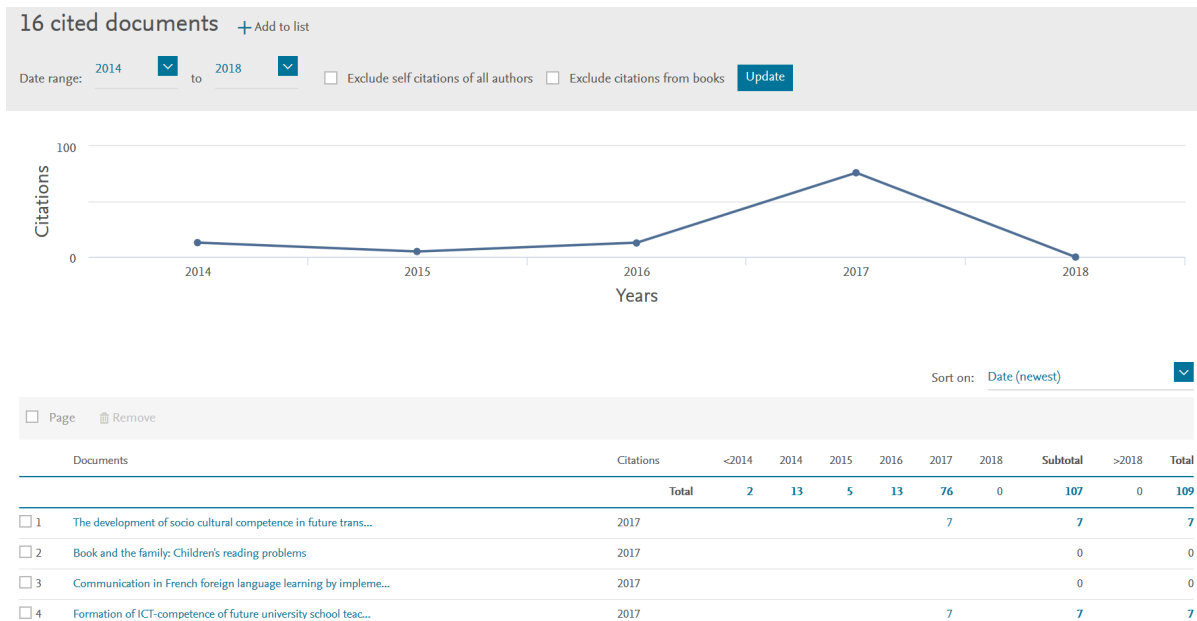 16 cited documents + Add to list
Date range: 2014 to 2018 Exclude self citations of all authors Exclude citations from books Update
100
Citations
0
2014 2015 2016 2017 2018
Years
Sort on: Date (newest)
Page Remove
Documents Citations <2014 2014 2015 2016 2017 2018 Subtotal >2018 Total
Total 2 13 5 13 76 0 107 0 109
1 The development of socio cultural competence in future trans... 2017 7 7 7
2 Book and the family: Children's reading problems 2017 0 0
3 Communication in French foreign language learning by impleme... 2017 0 0
4 Formation of ICT-competence of future university school teac... 2017 7 7 7